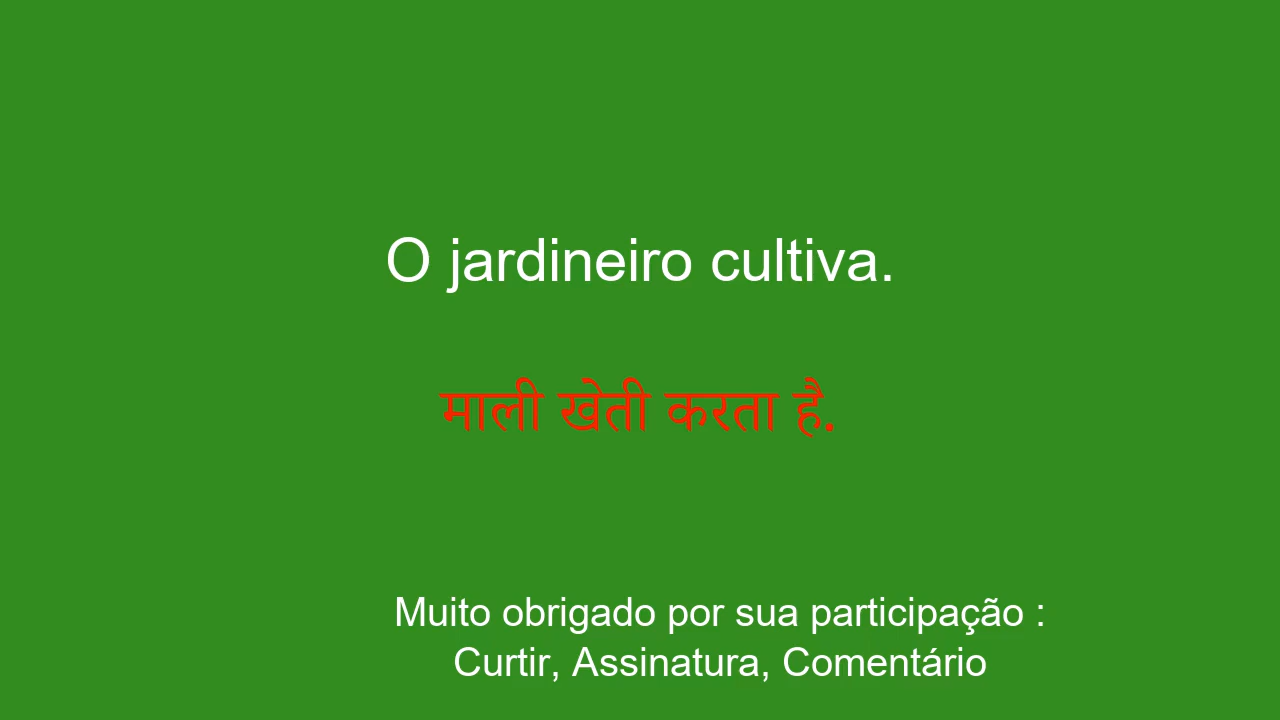 O jardineiro cultiva.
माली खेती करता है.
Muito obrigado por sua participação :
Curtir, Assinatura, Comentário